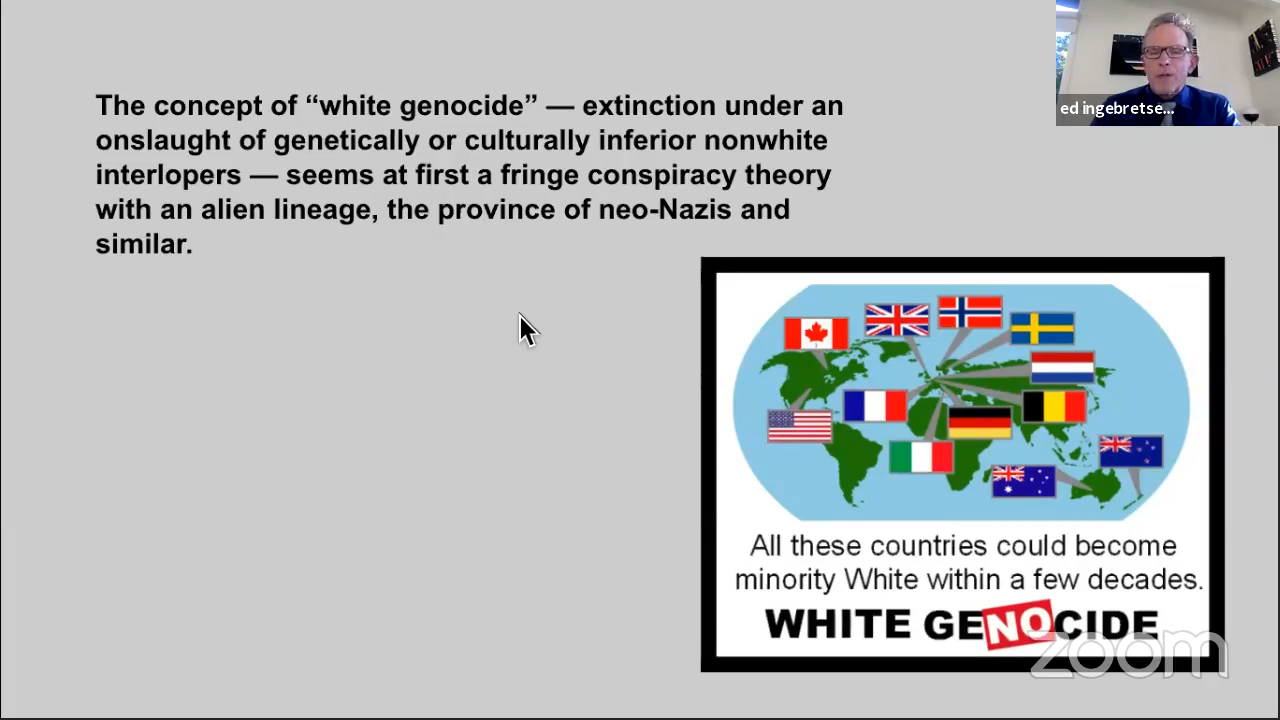 The concept of “white genocide” — extinction under an
onslaught of genetically or culturally inferior nonwhite
interlopers — seems at first a fringe conspiracy theory
with an alien lineage, the province of neo-Nazis and
similar.
ed ingebretse...
All these countries could become
minority White within a few decades.
WHITE GENOCIDE
zoom